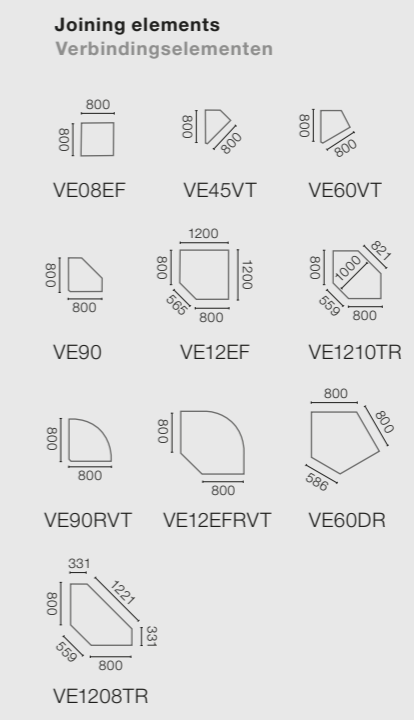 Joining elements
Verbindingselementen
800
800
VE08EF
800
800
VE45VT
800
800
VE60VT
800
800
VE90
1200
800
1200
565
800
VE12EF
821
800
1000
559
800
VE1210TR
800
800
VE90RVT
800
800
VE12EFRVT
800
800
586
VE60DR
331
1221
800
331
559
800
VE1208TR